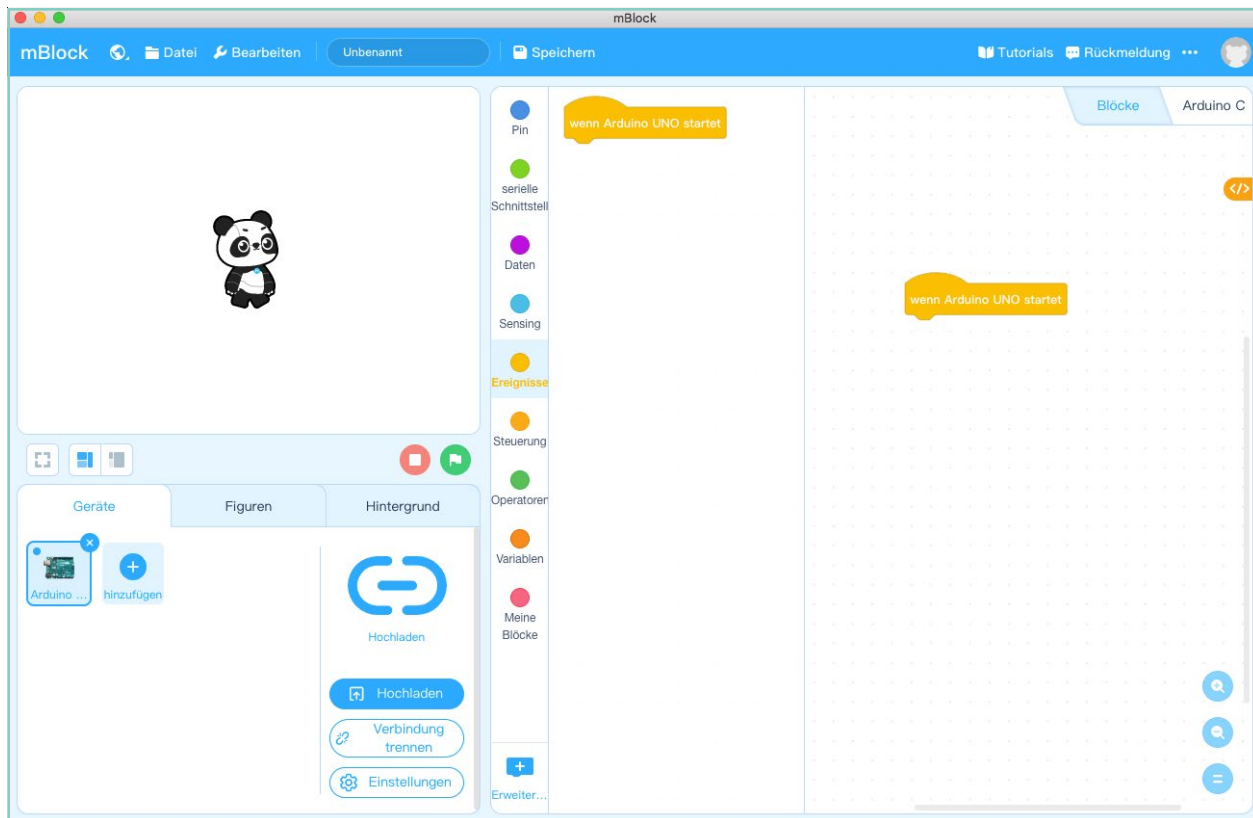 mBlock
mBlock
Datei
Bearbeiten
Unbenannt
Speichern
Tutorials
Rückmeldung
Blöcke
Arduino C
Pin
serielle
Schnittstell
Daten
Sensing
Ereignisse
Steuerung
Operatoren
Variablen
Meine
Blöcke
Erweiter...
wenn Arduino UNO startet
wenn Arduino UNO startet
Geräte
Figuren
Hintergrund
Arduino ...
hinzufügen
Hochladen
Hochladen
Verbindung
trennen
Einstellungen